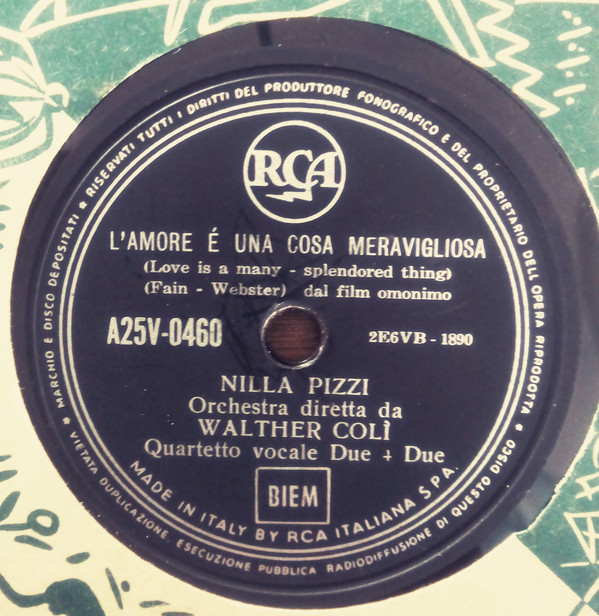 ★ RISERVATI TUTTI I DIRITTI DEL PRODUTTORE FONOGRAFICO E DEL PROPRIETARIO DELL'OPERA RIPRODOTTA ★
RCA
L'AMORE É UNA COSA MERAVIGLIOSA
(Love is a many - splendored thing)
(Fain - Webster) dal film omonimo
A25V-0460
2E6VB - 1890
NILLA PIZZI
Orchestra diretta da
WALTHER COLÌ
Quartetto vocale Due + Due
BIEM
MADE IN ITALY BY RCA ITALIANA S.P.A.
MARCHIO E DISCO DEPOSITATI
★ VIETATA DUPLICAZIONE, ESECUZIONE PUBBLICA RADIODIFFUSIONE DI QUESTO DISCO ★